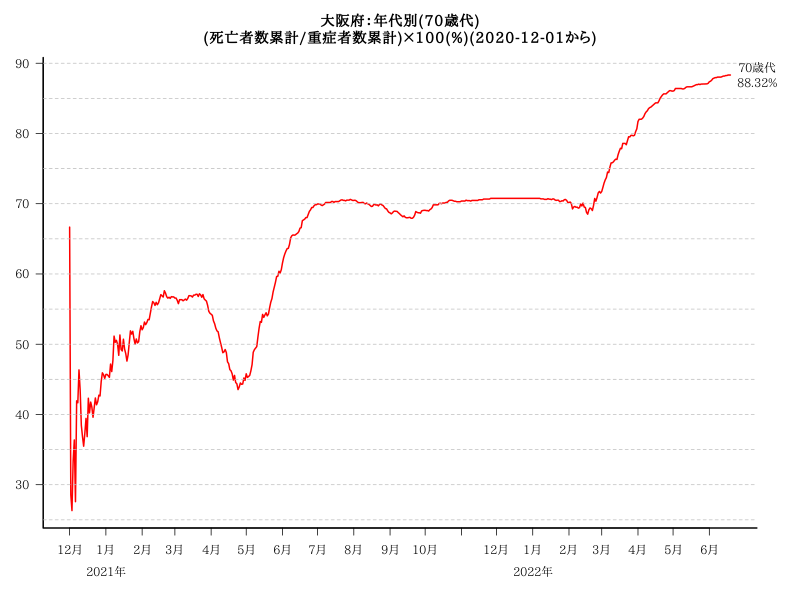 大阪府:年代別(70歳代)
(死亡者数累計/重症者数累計)×100(%)(2020-12-01から)
90
80
70
60
50
40
30
70歳代
88.32%
12月 1月 2月 3月 4月 5月 6月 7月 8月 9月 10月 12月 1月 2月 3月 4月 5月 6月
2021年 2022年